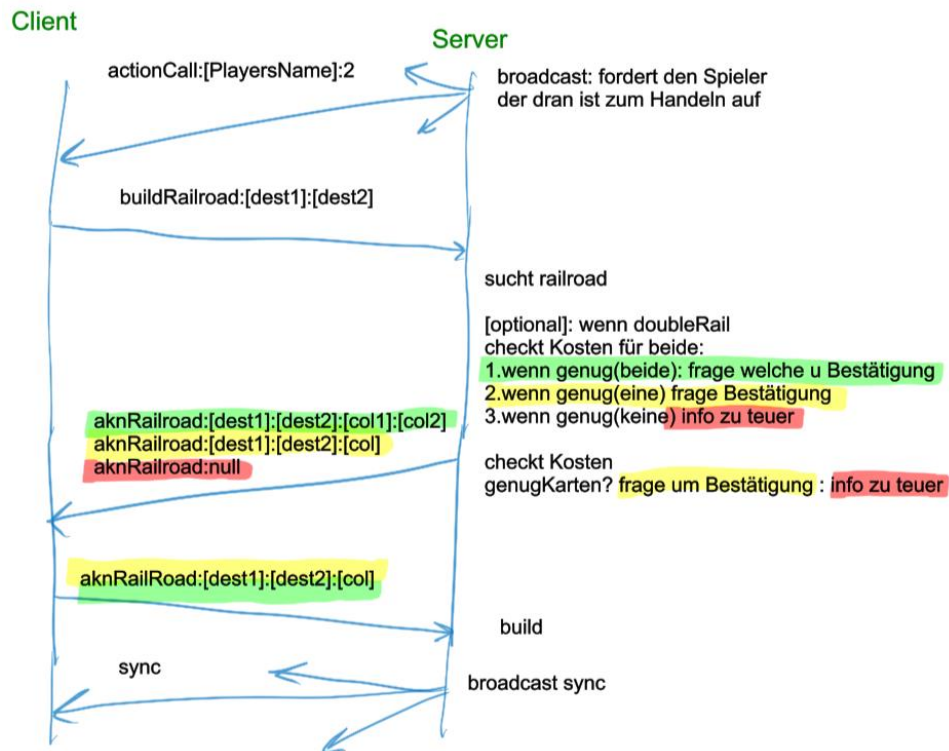 Client
Server
actionCall:[PlayersName]:2
broadcast: fordert den Spieler
der dran ist zum Handeln auf
buildRailroad:[dest1]:[dest2]
sucht railroad
[optional]: wenn doubleRail
checkt Kosten für beide:
1.wenn genug(beide): frage welche u Bestätigung
2.wenn genug(eine) frage Bestätigung
3.wenn genug(keine) info zu teuer
aknRailroad:[dest1]:[dest2]:[col1]:[col2]
aknRailroad:[dest1]:[dest2]:[col]
aknRailroad:null
checkt Kosten
genugKarten? frage um Bestätigung : info zu teuer
aknRailRoad:[dest1]:[dest2]:[col]
build
sync
broadcast sync